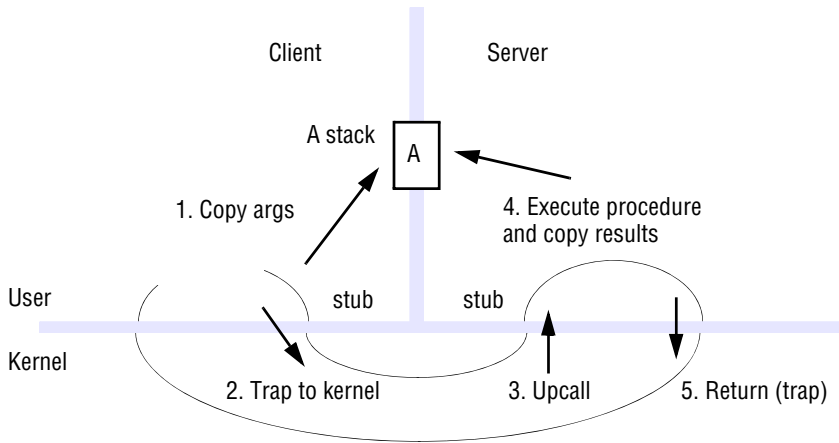 Client
Server
A stack
A
1. Copy args
4. Execute procedure
and copy results
User
stub
stub
Kernel
2. Trap to kernel
3. Upcall
5. Return (trap)